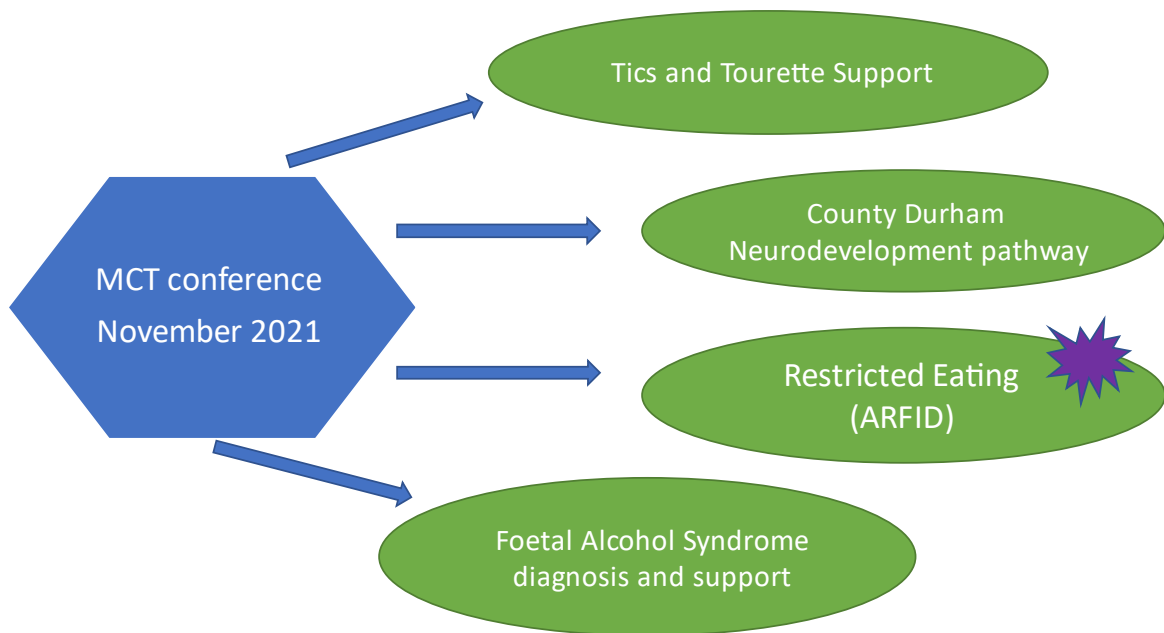 Tics and Tourette Support
County Durham
Neurodevelopment pathway
MCT conference
November 2021
Restricted Eating
(ARFID)
Foetal Alcohol Syndrome
diagnosis and support